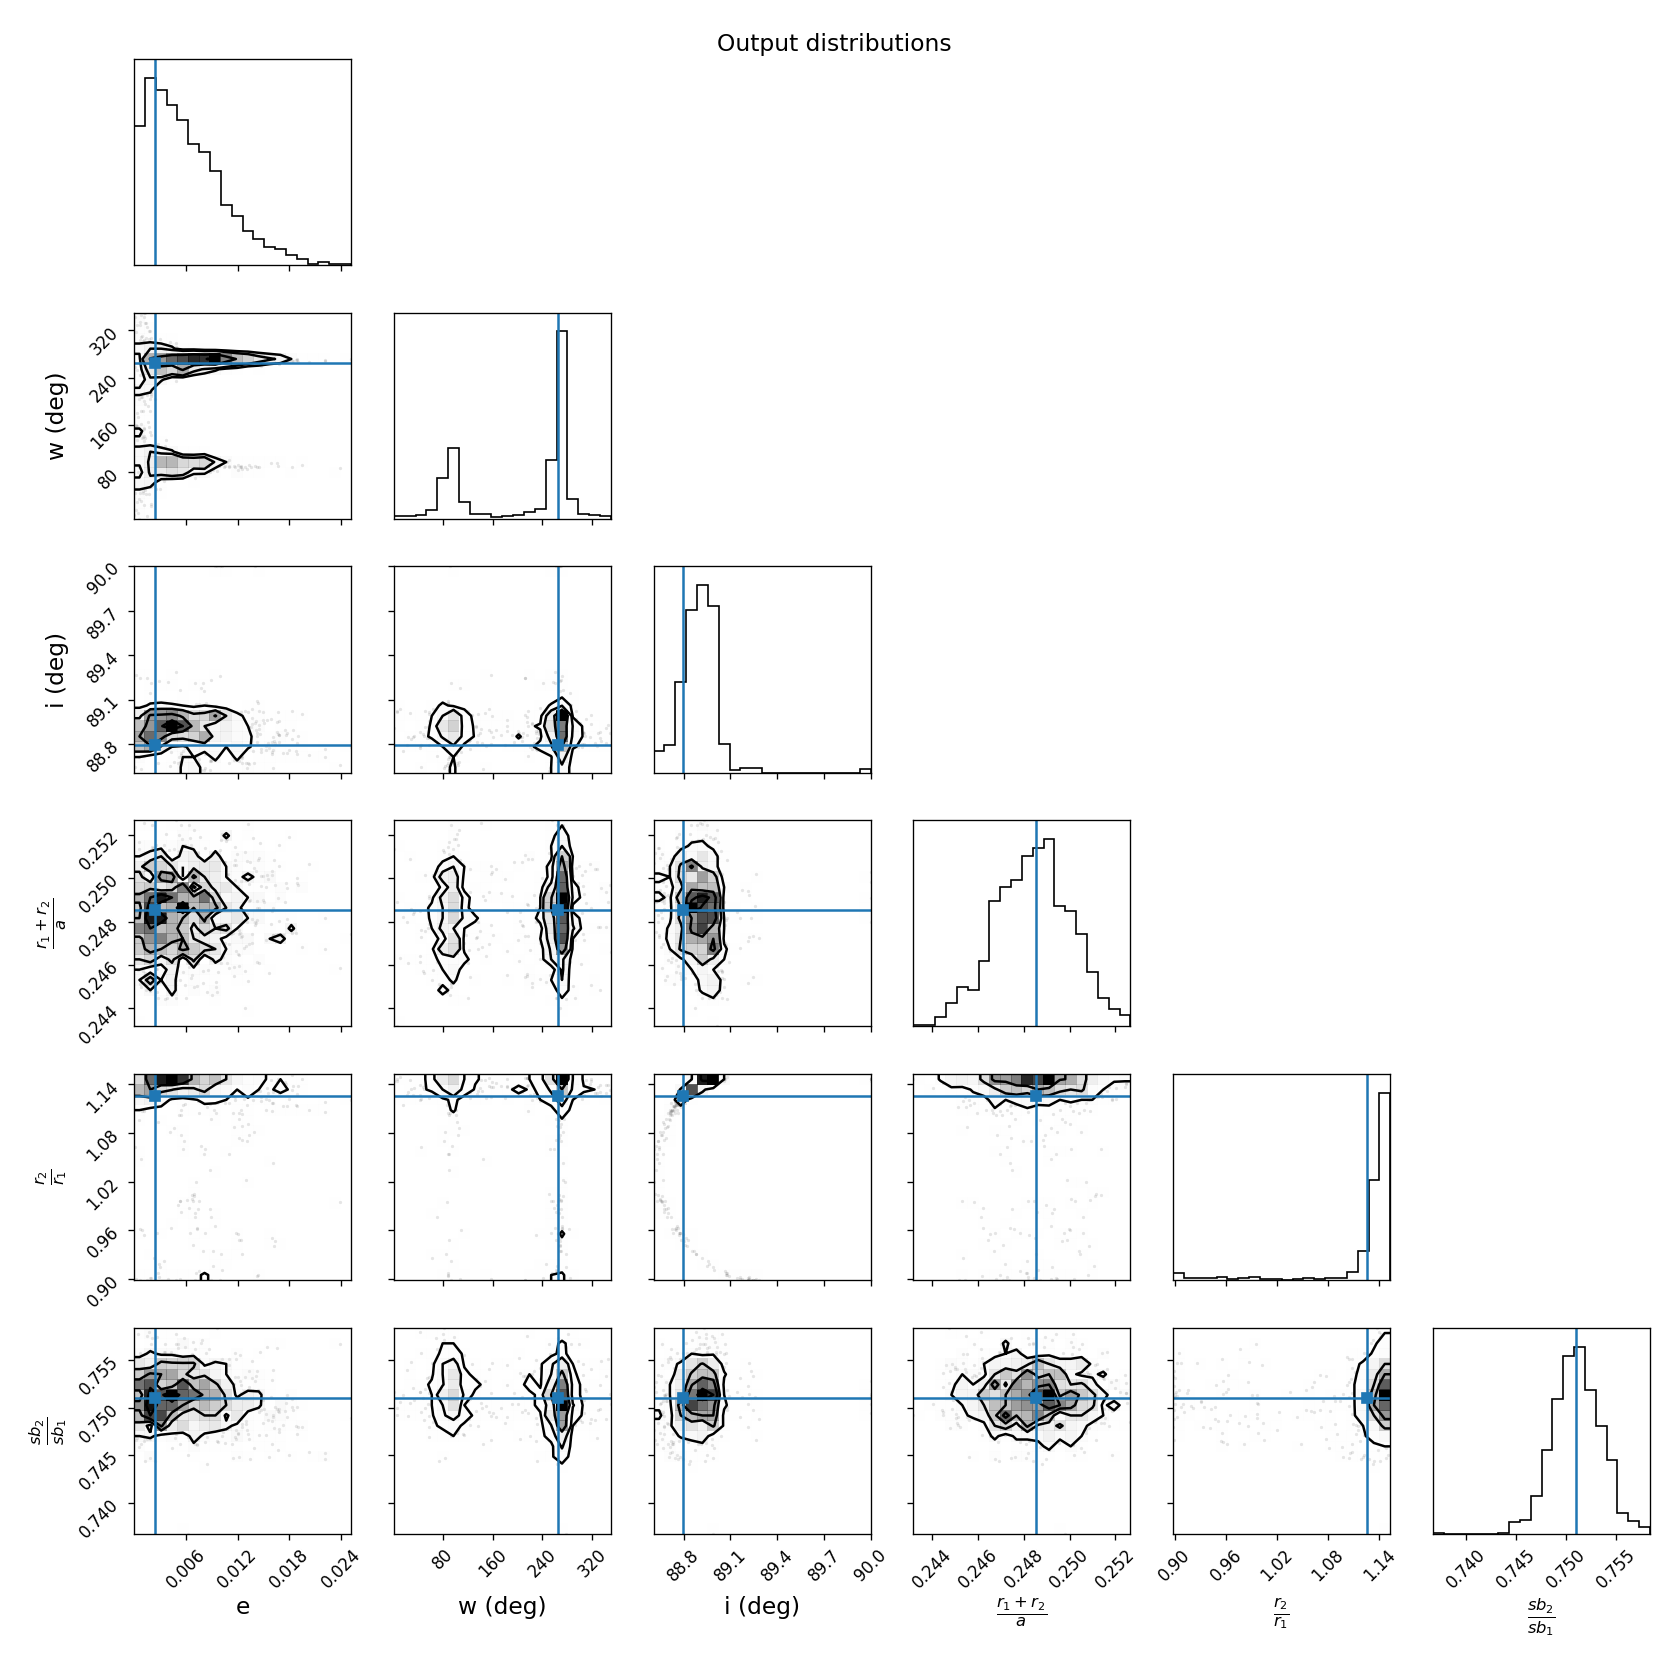 Output distributions
w (deg)
320
240
160
80
i (deg)
90.0
89.7
89.4
89.1
88.8
r₁ + r₂
a
0.252
0.250
0.248
0.246
0.244
r₂
r₁
1.14
1.08
1.02
0.96
0.90
sb₂
sb₁
0.755
0.750
0.745
0.740
0.006 0.012 0.018 0.024 80 160 240 320 88.8 89.1 89.4 89.7 90.0 0.244 0.246 0.248 0.250 0.252 0.90 0.96 1.02 1.08 1.14 0.740 0.745 0.750 0.755
e w (deg) i (deg) r₁ + r₂ r₂ sb₂
a r₁ sb₁